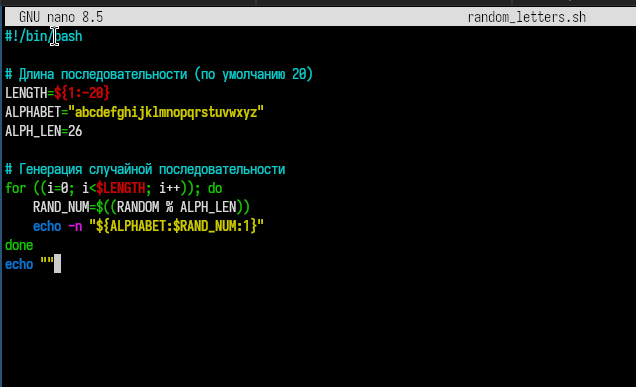 GNU nano 8.5 random_letters.sh
#!/bin/bash
# Длина последовательности (по умолчанию 20)
LENGTH=${1:-20}
ALPHABET="abcdefghijklmnopqrstuvwxyz"
ALPH_LEN=26
# Генерация случайной последовательности
for ((i=0; i<$LENGTH; i++)); do
    RAND_NUM=$((RANDOM % ALPH_LEN))
    echo -n "${ALPHABET:$RAND_NUM:1}"
done
echo ""